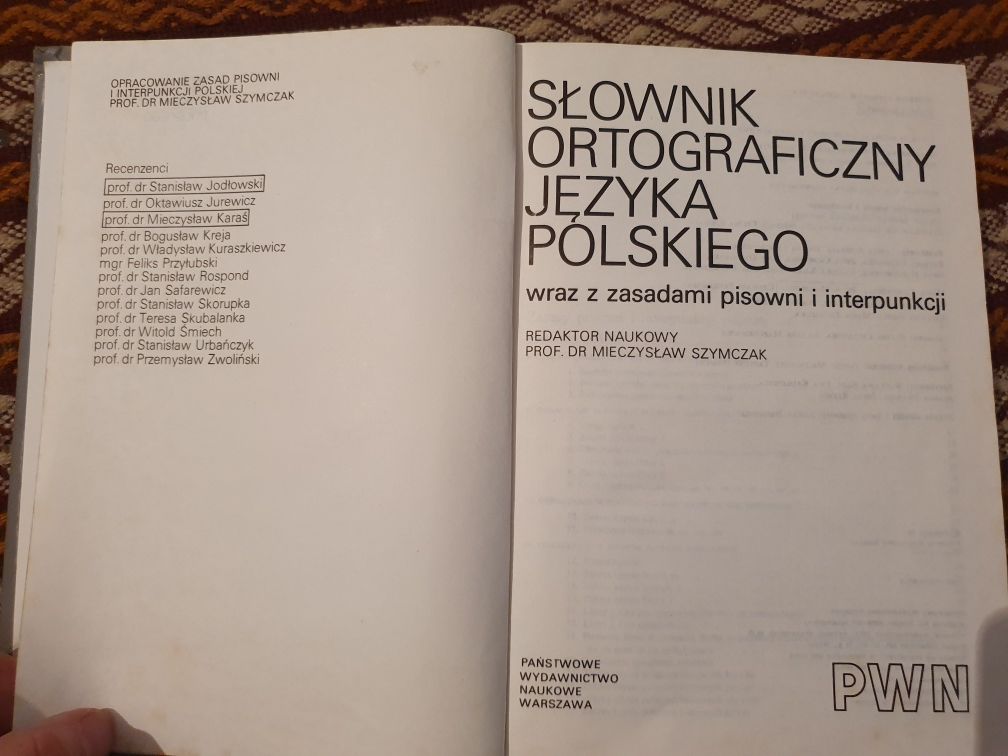 OPRACOWANIE ZASAD PISOWNI
I INTERPUNKCJI POLSKIEJ
PROF. DR MIECZYSŁAW SZYMCZAK
Recenzenci
prof. dr Stanisław Jodłowski
prof. dr Oktawiusz Jurewicz
prof. dr Mieczysław Karaś
prof. dr Bogusław Kreja
prof. dr Władysław Kuraszkiewicz
mgr Feliks Przyłubski
prof. dr Stanisław Rospond
prof. dr Jan Safarewicz
prof. dr Stanisław Skorupka
prof. dr Teresa Skubalanka
prof. dr Witold Śmiech
prof. dr Stanisław Urbańczyk
prof. dr Przemysław Zwoliński
SŁOWNIK
ORTOGRAFICZNY
JĘZYKA
POLSKIEGO
wraz z zasadami pisowni i interpunkcji
REDAKTOR NAUKOWY
PROF. DR MIECZYSŁAW SZYMCZAK
PAŃSTWOWE
WYDAWNICTWO
NAUKOWE
WARSZAWA
PWN